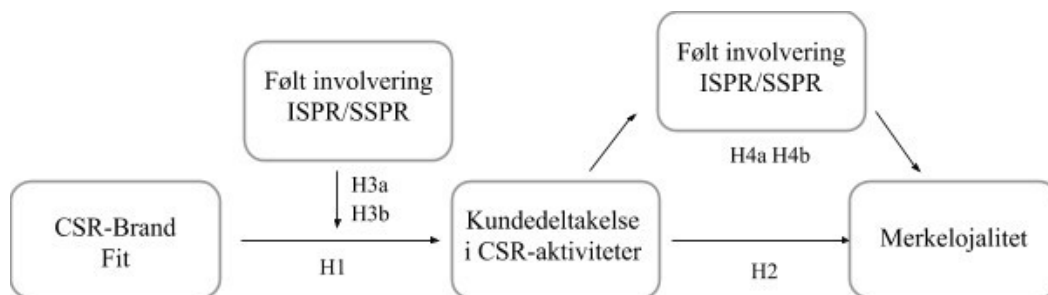 Følt involvering
ISPR/SSPR
H3a
H3b
CSR-Brand
Fit
H1
Kundedeltakelse
i CSR-aktiviteter
Følt involvering
ISPR/SSPR
H4a H4b
H2
Merkelojalitet